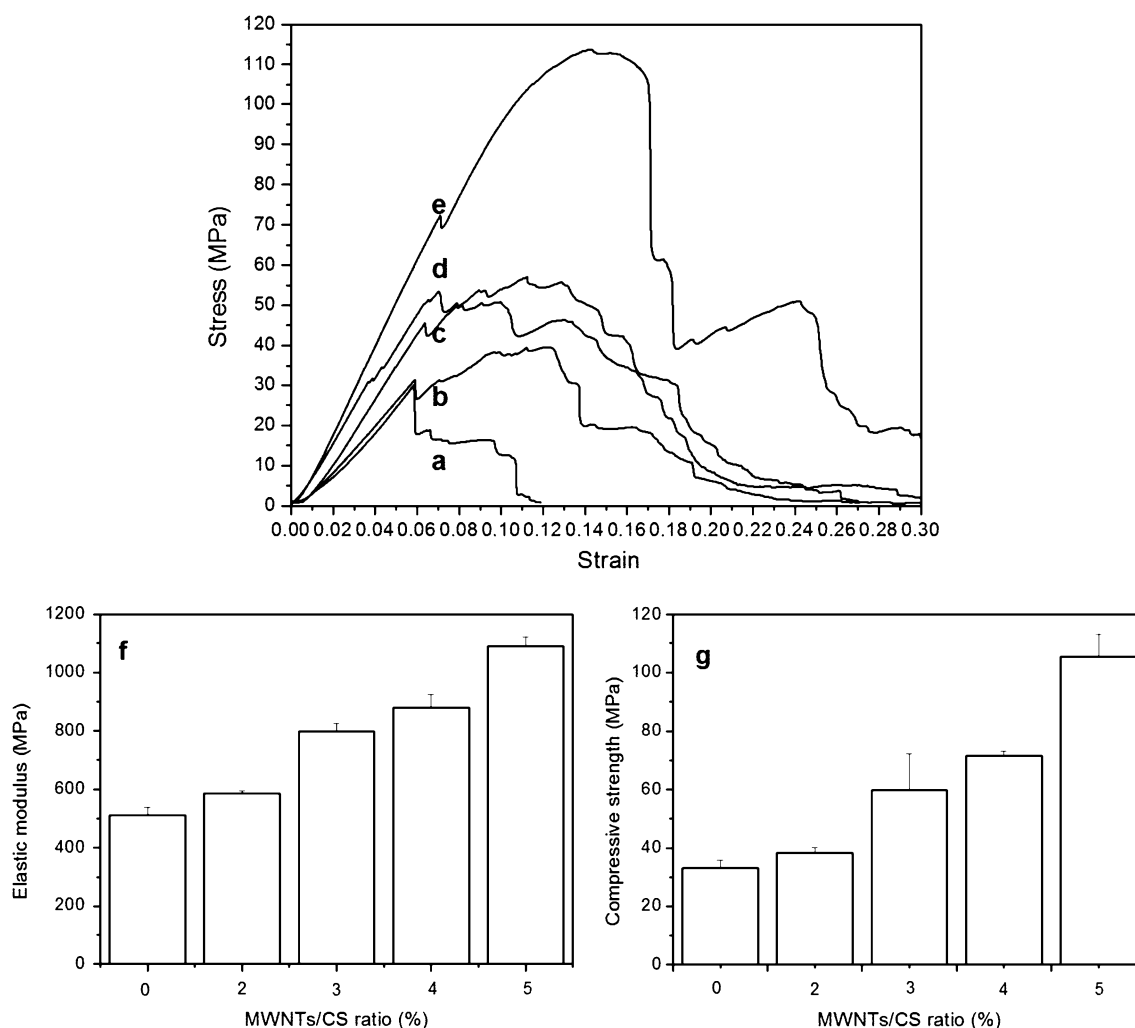 120
110
100
90
80
70
60
50
40
30
20
10
0
Stress (MPa)
e
d
c
b
a
0.00 0.02 0.04 0.06 0.08 0.10 0.12 0.14 0.16 0.18 0.20 0.22 0.24 0.26 0.28 0.30
Strain
1200
1000
800
600
400
200
0
Elastic modulus (MPa)
f
0 2 3 4 5
MWNTs/CS ratio (%)
120
100
80
60
40
20
0
Compressive strength (MPa)
g
0 2 3 4 5
MWNTs/CS ratio (%)